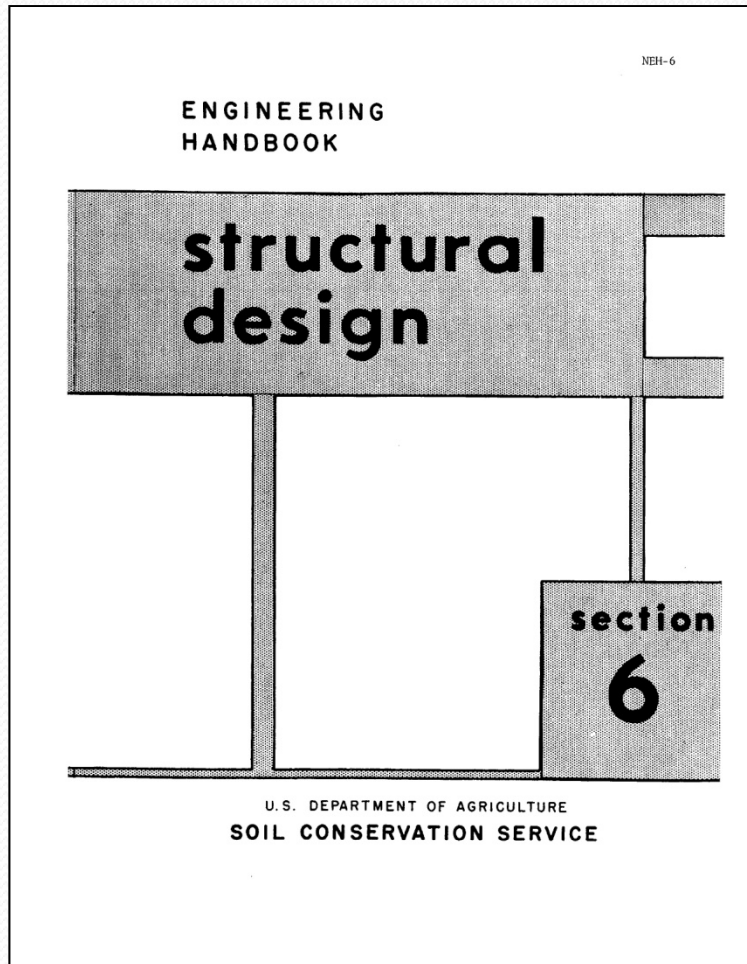 NEH-6
ENGINEERING
HANDBOOK
structural
design
section
6
U.S. DEPARTMENT OF AGRICULTURE
SOIL CONSERVATION SERVICE